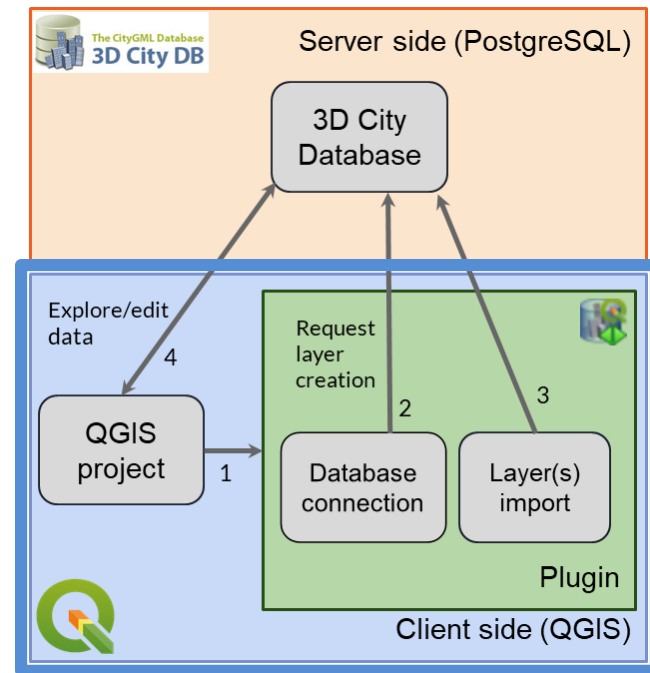 The CityGML Database
3D City DB
Server side (PostgreSQL)
3D City
Database
Explore/edit
data
4
Request
layer
creation
2
3
QGIS
project
1
Database
connection
Layer(s)
import
Plugin
Client side (QGIS)